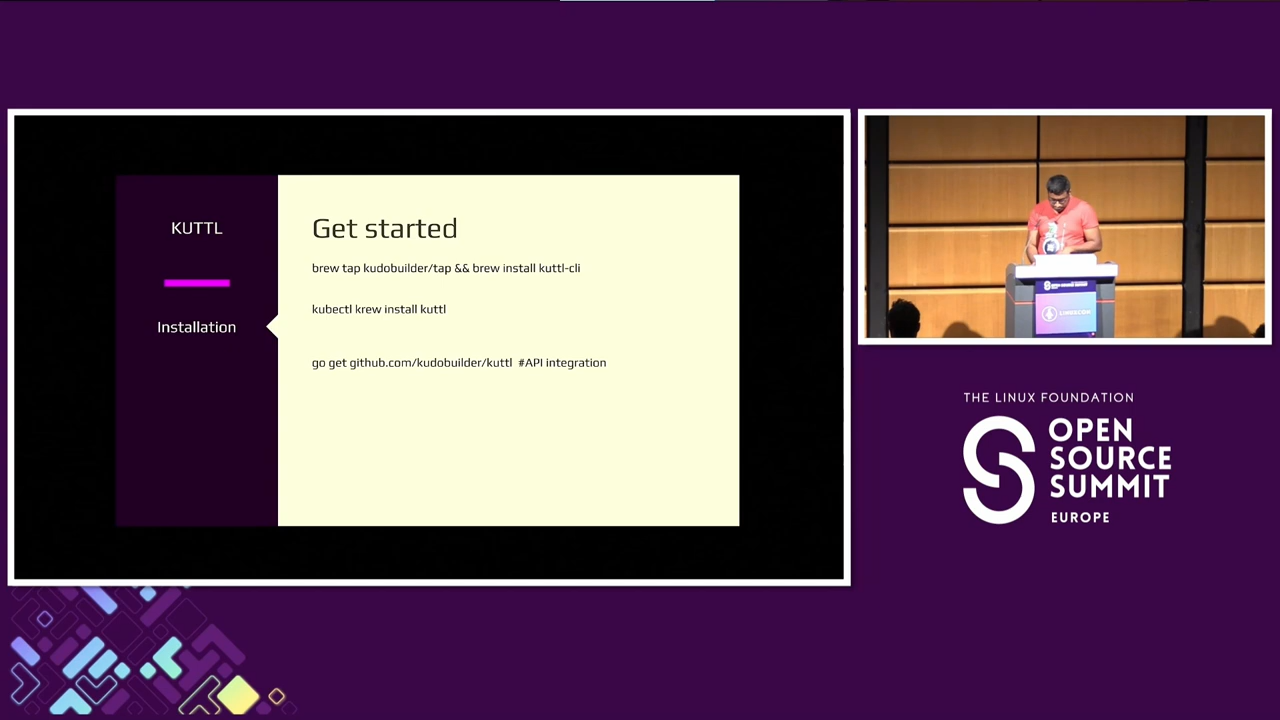 KUTTL
Installation
Get started
brew tap kudobuilder/tap && brew install kuttl-cli
kubectl krew install kuttl
go get github.com/kudobuilder/kuttl  #API integration
THE LINUX FOUNDATION
OPEN
SOURCE
SUMMIT
EUROPE